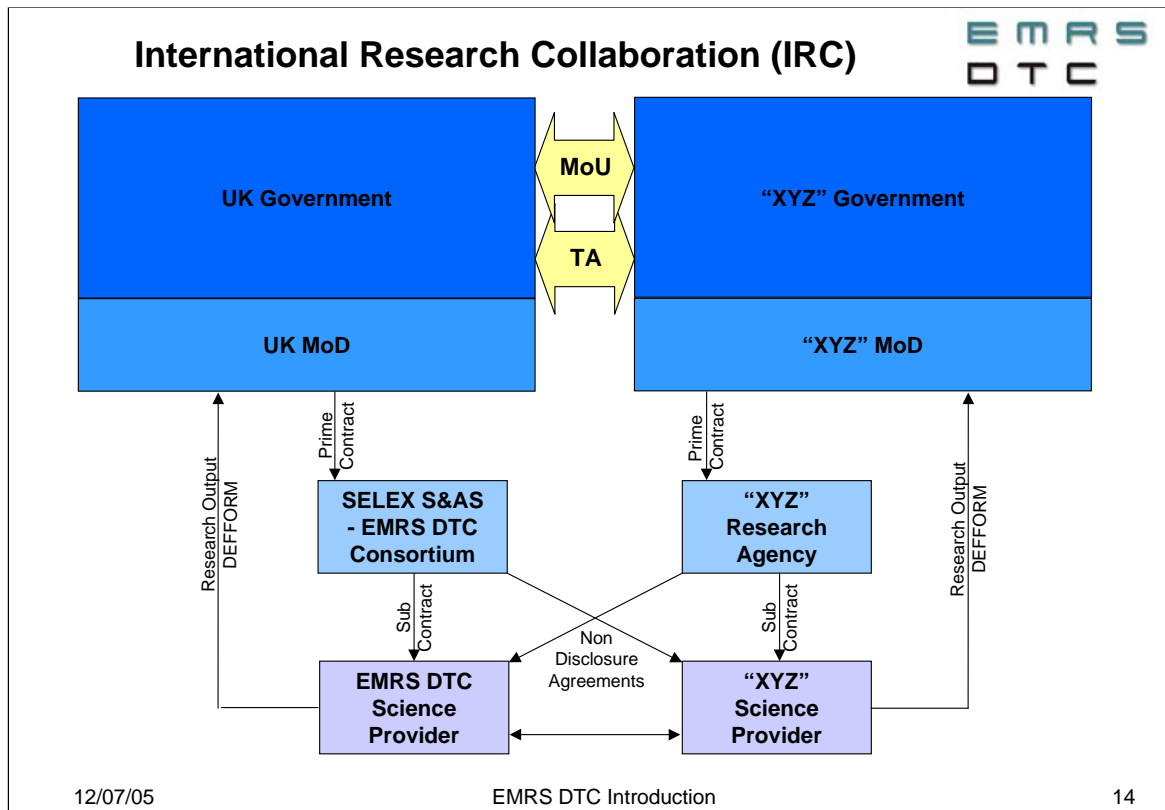 International Research Collaboration (IRC)
E M R S
D T C
UK Government
MoU
TA
“XYZ” Government
UK MoD
“XYZ” MoD
Research Output
DEFFORM
Prime
Contract
Prime
Contract
Research Output
DEFFORM
SELEX S&AS
- EMRS DTC
Consortium
“XYZ”
Research
Agency
Sub
Contract
Non
Disclosure
Agreements
Sub
Contract
EMRS DTC
Science
Provider
“XYZ”
Science
Provider
12/07/05
EMRS DTC Introduction
14